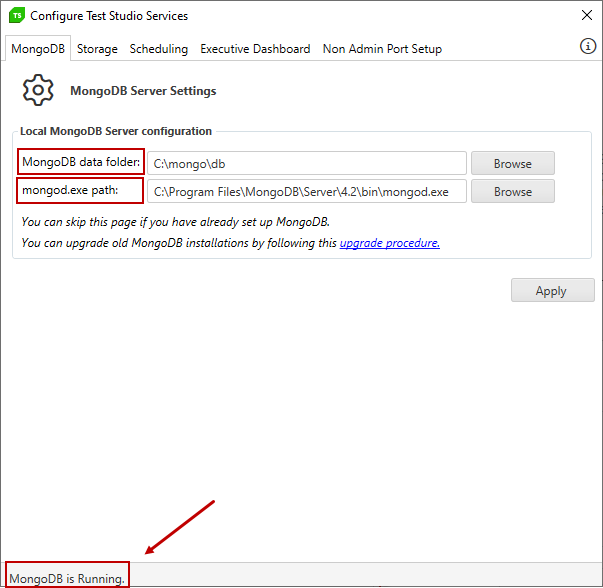 TS Configure Test Studio Services
MongoDB Storage Scheduling Executive Dashboard Non Admin Port Setup
MongoDB Server Settings
Local MongoDB Server configuration
MongoDB data folder: C:\mongo\db Browse
mongod.exe path: C:\Program Files\MongoDB\Server\4.2\bin\mongod.exe Browse
You can skip this page if you have already set up MongoDB.
You can upgrade old MongoDB installations by following this upgrade procedure.
Apply
MongoDB is Running.